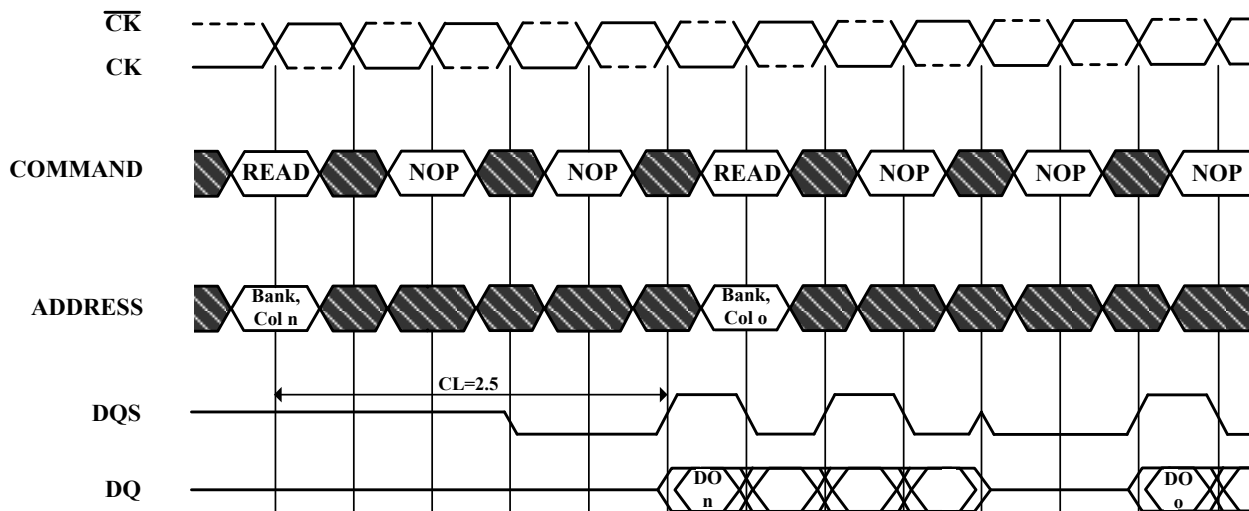 CK
CK
COMMAND
READ NOP NOP READ NOP NOP NOP
ADDRESS
Bank,
Col n
Bank,
Col o
CL=2.5
DQS
DQ
DO
n
DO
o